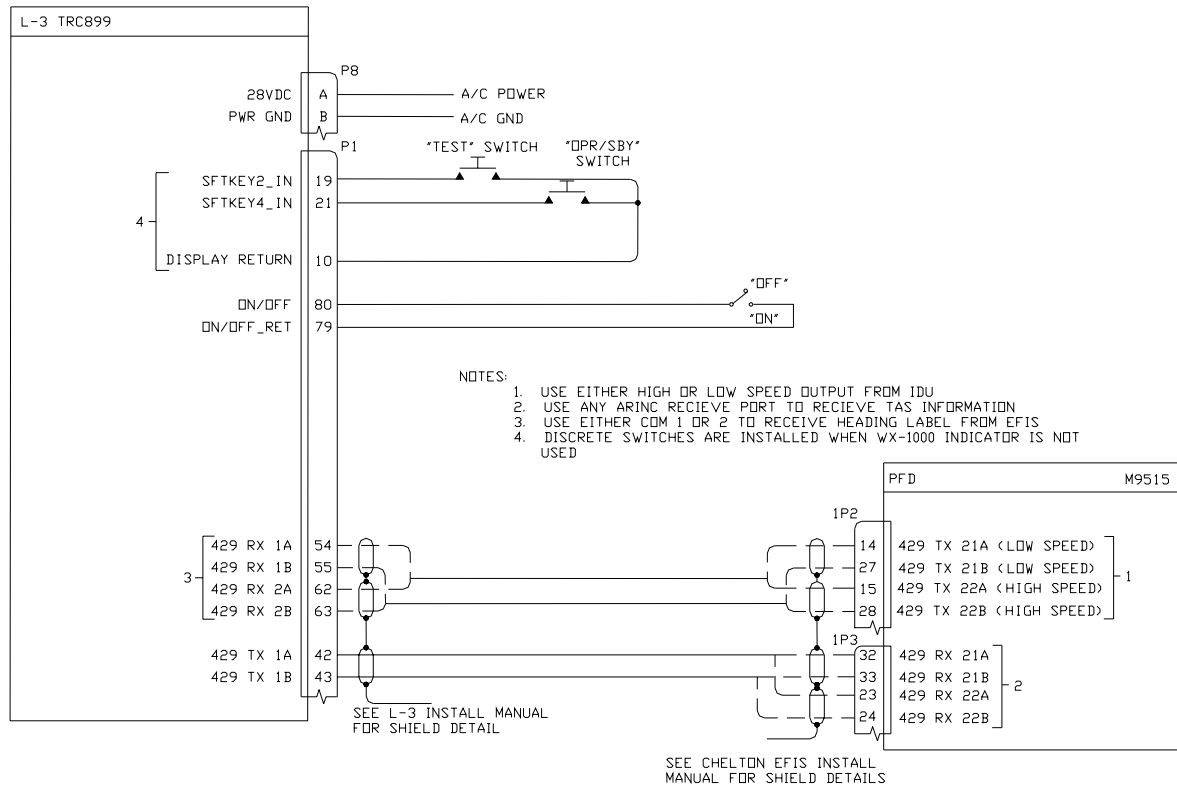 L-3 TRC899
P8
28VDC A A/C POWER
PWR GND B A/C GND
P1 "TEST" SWITCH "OPR/SBY"
SWITCH
SFTKEY2_IN 19
SFTKEY4_IN 21
4
DISPLAY RETURN 10
"OFF"
ON/OFF 80
"ON"
ON/OFF_RET 79
NOTES:
1. USE EITHER HIGH OR LOW SPEED OUTPUT FROM IDU
2. USE ANY ARINC RECIEVE PORT TO RECIEVE TAS INFORMATION
3. USE EITHER COM 1 OR 2 TO RECEIVE HEADING LABEL FROM EFIS
4. DISCRETE SWITCHES ARE INSTALLED WHEN WX-1000 INDICATOR IS NOT
USED
PFD M9515
1P2
429 RX 1A 54 14 429 TX 21A (LOW SPEED)
429 RX 1B 55 27 429 TX 21B (LOW SPEED)
3 1
429 RX 2A 62 15 429 TX 22A (HIGH SPEED)
429 RX 2B 63 28 429 TX 22B (HIGH SPEED)
1P3
429 TX 1A 42 32 429 RX 21A
429 TX 1B 43 33 429 RX 21B
2
23 429 RX 22A
24 429 RX 22B
SEE L-3 INSTALL MANUAL
FOR SHIELD DETAIL
SEE CHELTON EFIS INSTALL
MANUAL FOR SHIELD DETAILS